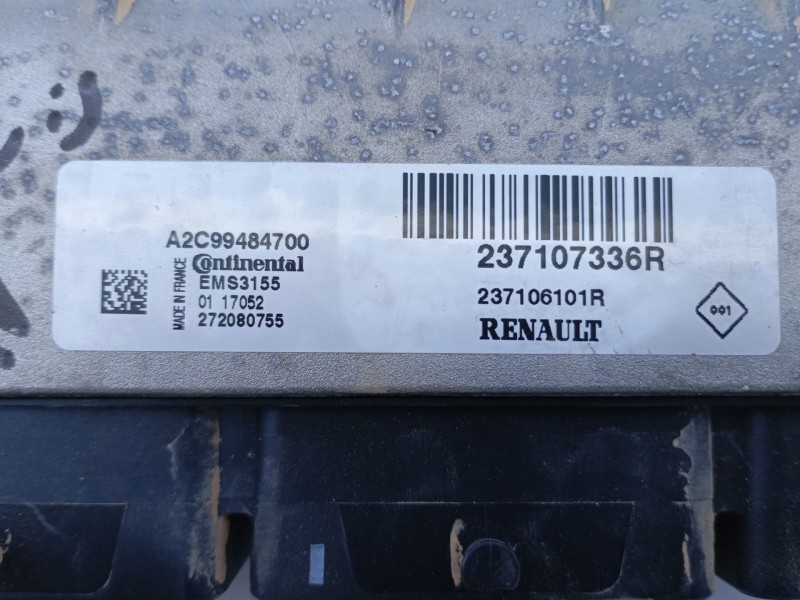 A2C99484700
Continental
MADE IN FRANCE
EMS3155
01 17052
272080755
237107336R
237106101R
RENAULT
001